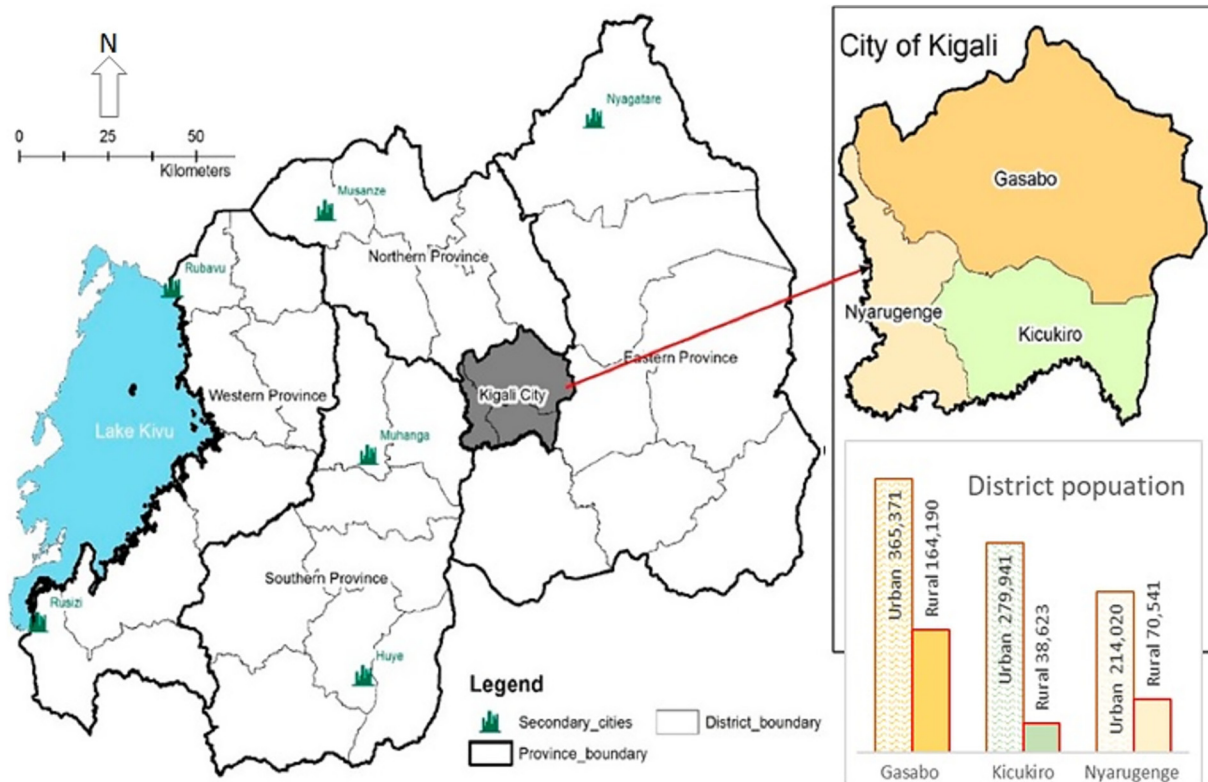 N
0 25 50
Kilometers
Nyagatare
Musanze
Northern Province
Rubavu
Eastern Province
Kigali City
Western Province
Lake Kivu
Muhanga
Southern Province
Rusizi
Huye
Legend
Secondary_cities
District_boundary
Province_boundary
City of Kigali
Gasabo
Nyarugenge
Kicukiro
District popuation
Urban 365,371
Rural 164,190
Urban 279,941
Rural 38,623
Urban 214,020
Rural 70,541
Gasabo
Kicukiro
Nyarugenge